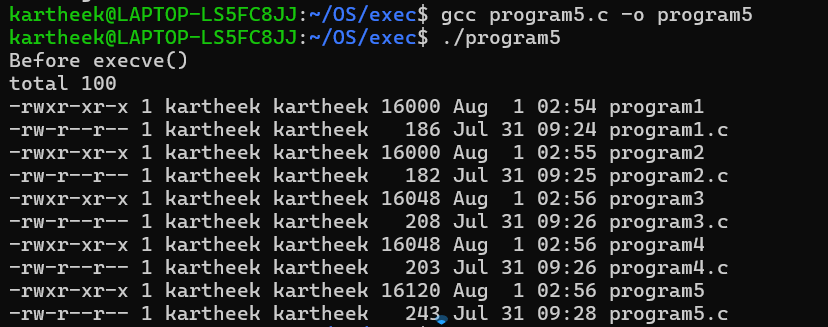 kartheek@LAPTOP-LS5FC8JJ:~/OS/exec$ gcc program5.c -o program5
kartheek@LAPTOP-LS5FC8JJ:~/OS/exec$ ./program5
Before execve()
total 100
-rwxr-xr-x 1 kartheek kartheek 16000 Aug  1 02:54 program1
-rw-r--r-- 1 kartheek kartheek   186 Jul 31 09:24 program1.c
-rwxr-xr-x 1 kartheek kartheek 16000 Aug  1 02:55 program2
-rw-r--r-- 1 kartheek kartheek   182 Jul 31 09:25 program2.c
-rwxr-xr-x 1 kartheek kartheek 16048 Aug  1 02:56 program3
-rw-r--r-- 1 kartheek kartheek   208 Jul 31 09:26 program3.c
-rwxr-xr-x 1 kartheek kartheek 16048 Aug  1 02:56 program4
-rw-r--r-- 1 kartheek kartheek   203 Jul 31 09:26 program4.c
-rwxr-xr-x 1 kartheek kartheek 16120 Aug  1 02:56 program5
-rw-r--r-- 1 kartheek kartheek   243 Jul 31 09:28 program5.c